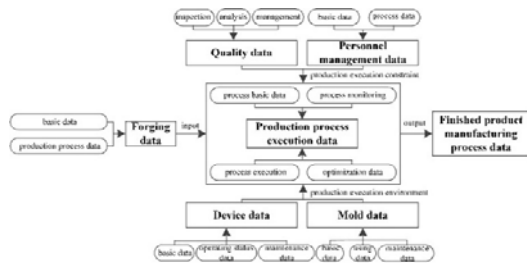 inspection
analysis
management
basic data
process data
Quality data
Personnel
management data
production execution constraint
process basic data
process monitoring
basic data
production process data
Forging
data
input
Production process
execution data
output
Finished product
manufacturing
process data
process execution
optimization data
production execution environment
Device data
Mold data
basic data
operating status
data
maintenance
data
basic
data
using
data
maintenance
data